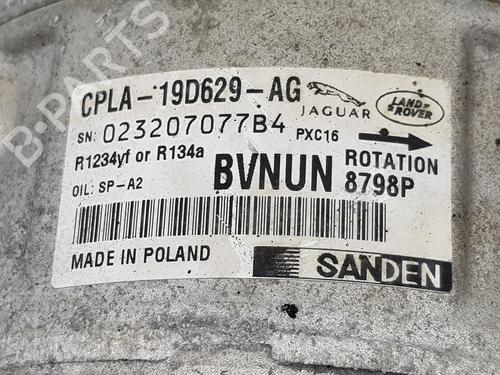 CPLA-19D629-AG
JAGUAR
LAND ROVER
SN: 023207077B4
PXC16
R1234yf or R134a
OIL: SP-A2
BVNUN
ROTATION
8798P
MADE IN POLAND
SANDEN
B-PARTS